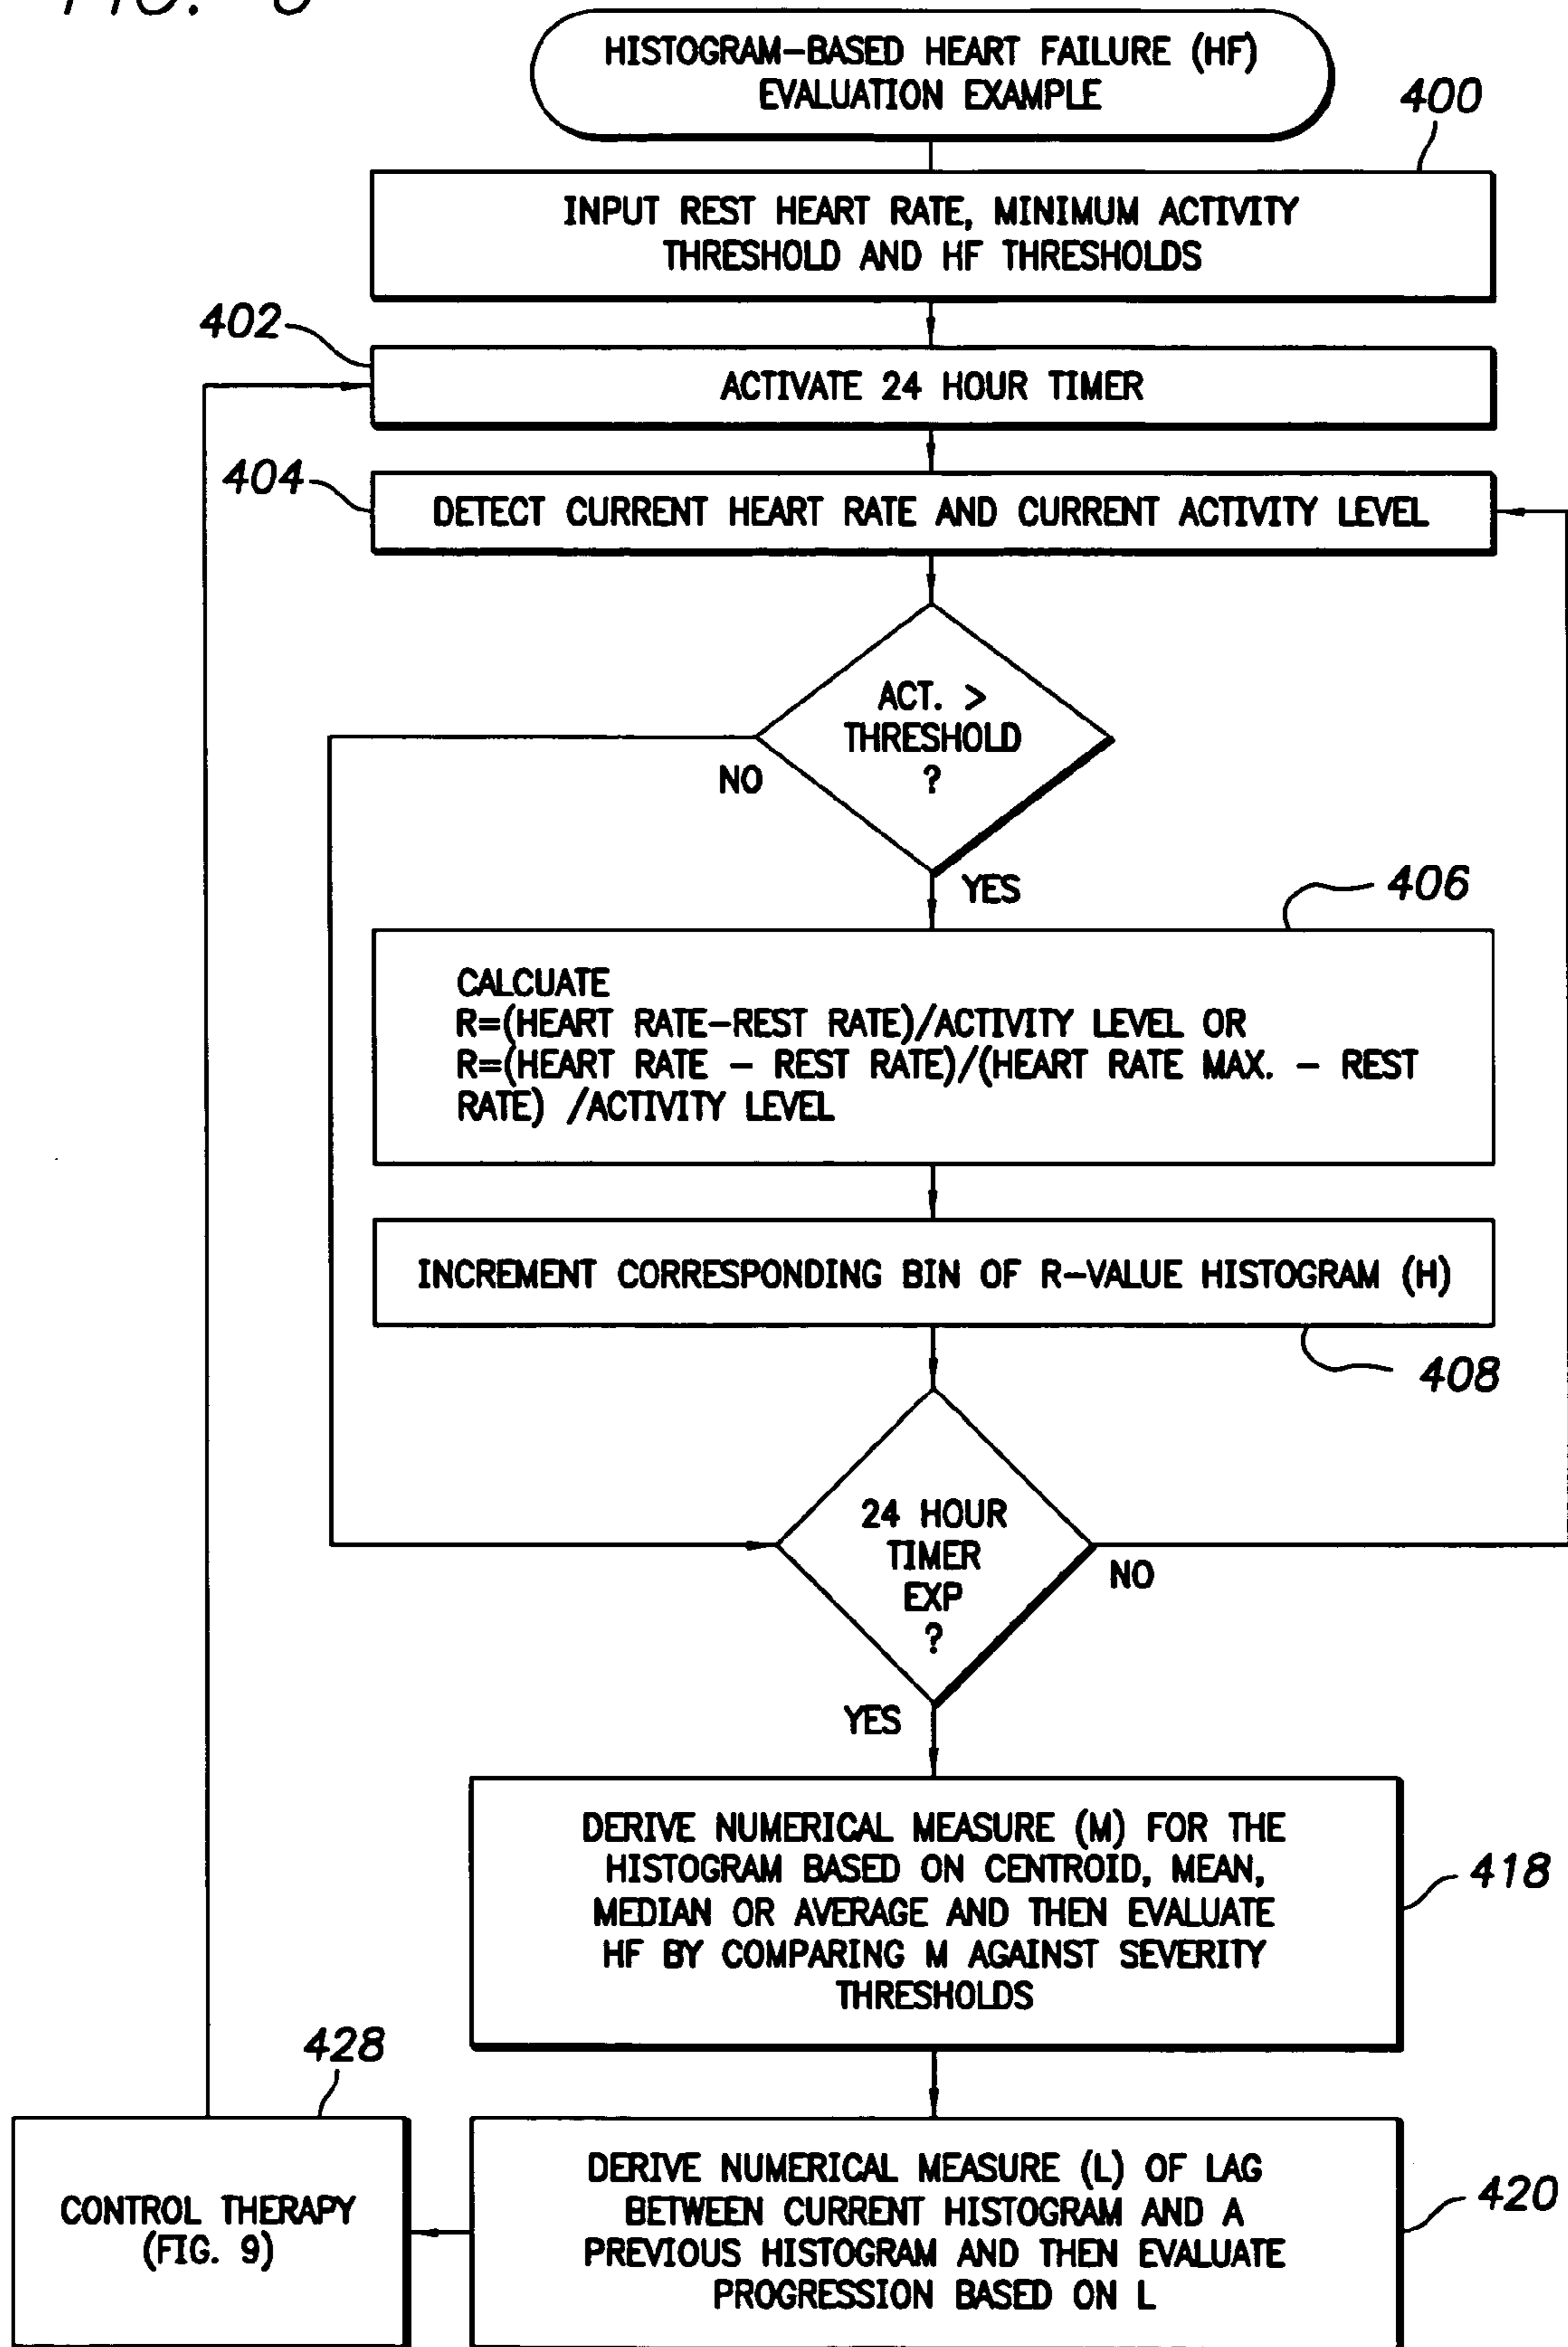 HISTOGRAM-BASED HEART FAILURE (HF)
EVALUATION EXAMPLE
400
INPUT REST HEART RATE, MINIMUM ACTIVITY
THRESHOLD AND HF THRESHOLDS
402
ACTIVATE 24 HOUR TIMER
404
DETECT CURRENT HEART RATE AND CURRENT ACTIVITY LEVEL
ACT. >
THRESHOLD
?
NO
YES
406
CALCUATE
R=(HEART RATE-REST RATE)/ACTIVITY LEVEL OR
R=(HEART RATE - REST RATE)/(HEART RATE MAX. - REST
RATE) /ACTIVITY LEVEL
INCREMENT CORRESPONDING BIN OF R-VALUE HISTOGRAM (H)
408
24 HOUR
TIMER
EXP
?
NO
YES
DERIVE NUMERICAL MEASURE (M) FOR THE
HISTOGRAM BASED ON CENTROID, MEAN,
MEDIAN OR AVERAGE AND THEN EVALUATE
HF BY COMPARING M AGAINST SEVERITY
THRESHOLDS
418
428
CONTROL THERAPY
(FIG. 9)
DERIVE NUMERICAL MEASURE (L) OF LAG
BETWEEN CURRENT HISTOGRAM AND A
PREVIOUS HISTOGRAM AND THEN EVALUATE
PROGRESSION BASED ON L
420